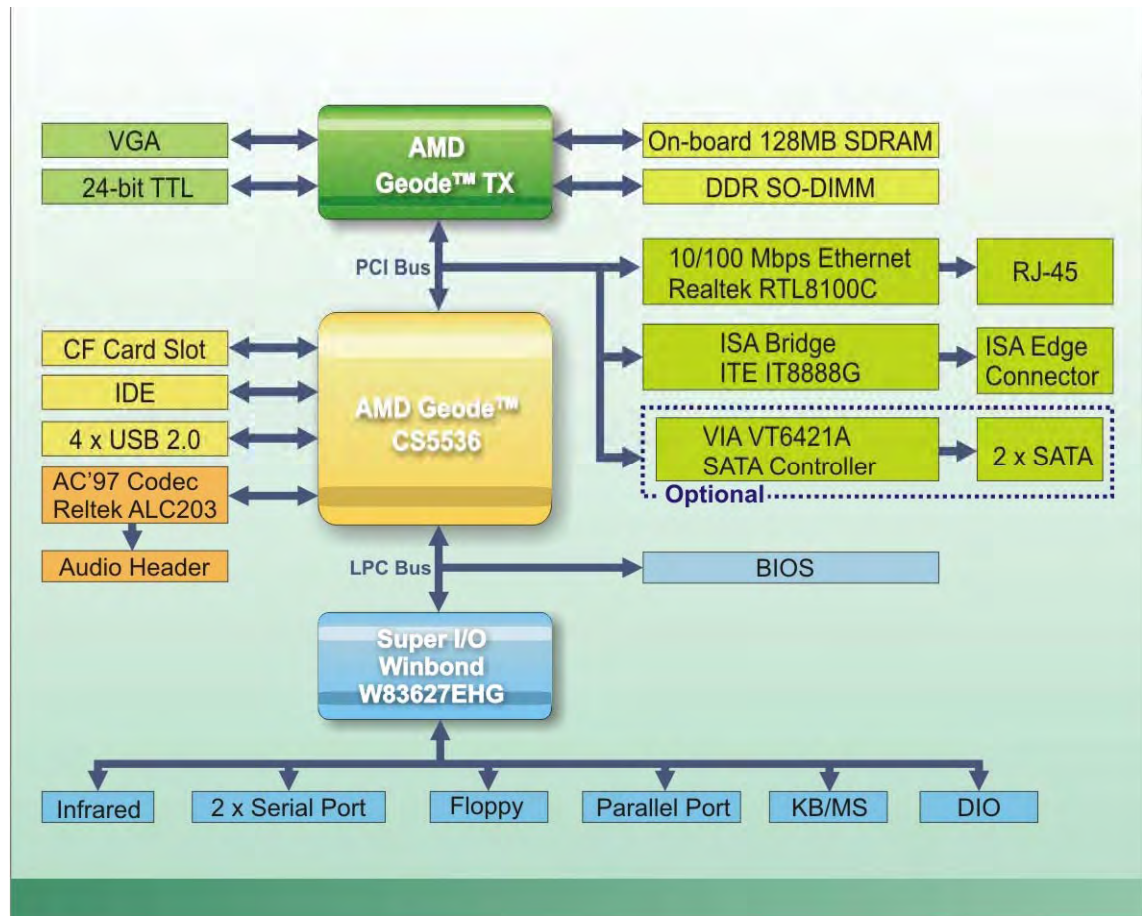 VGA
24-bit TTL
AMD
Geode™ TX
On-board 128MB SDRAM
DDR SO-DIMM
PCI Bus
10/100 Mbps Ethernet
Realtek RTL8100C
RJ-45
ISA Bridge
ITE IT8888G
ISA Edge
Connector
VIA VT6421A
SATA Controller
2 x SATA
Optional
CF Card Slot
IDE
4 x USB 2.0
AC'97 Codec
Reltek ALC203
Audio Header
AMD Geode™
CS5536
LPC Bus
BIOS
Super I/O
Winbond
W83627EHG
Infrared
2 x Serial Port
Floppy
Parallel Port
KB/MS
DIO